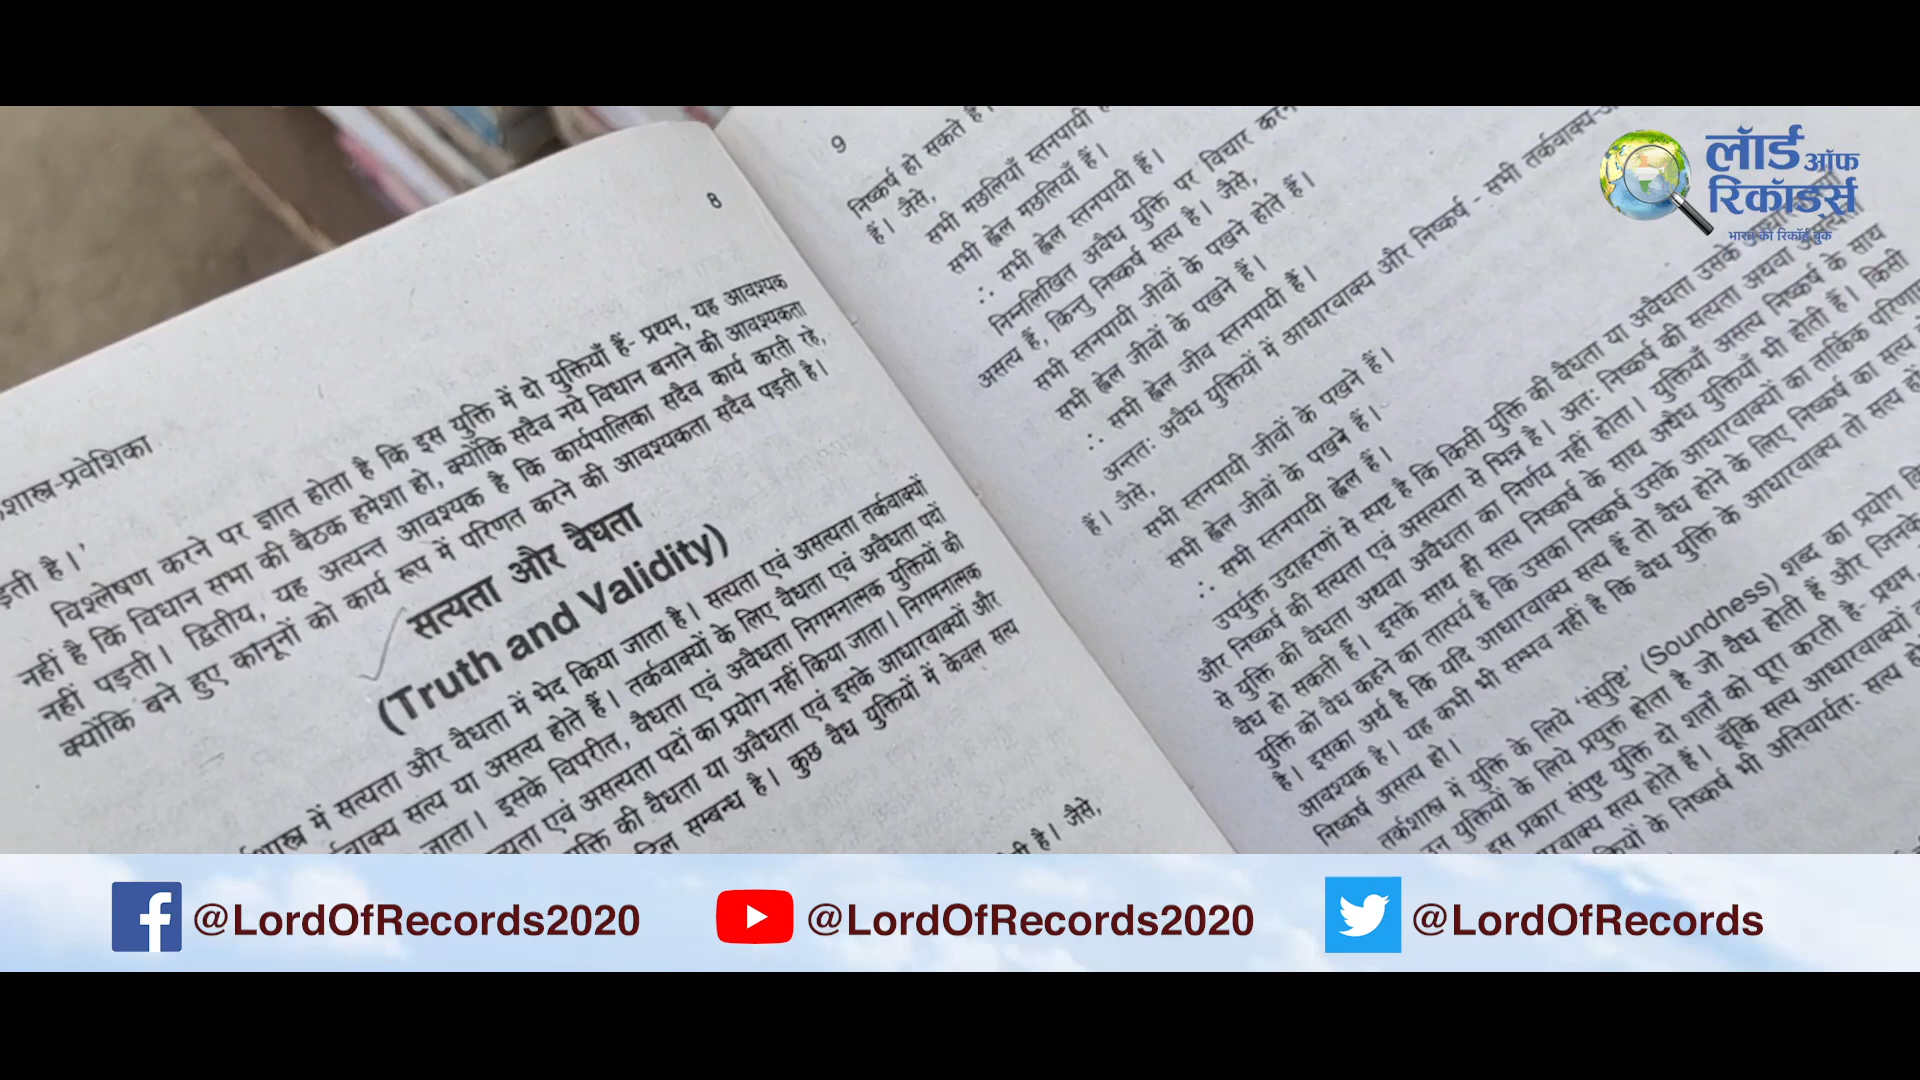 लॉर्ड ऑफ
रिकॉर्ड्स
भारत की रिकॉर्ड बुक
8
शास्त्र-प्रवेशिका
ड़ती है।'
विश्लेषण करने पर ज्ञात होता है कि इस युक्ति में दो युक्तियाँ हैं- प्रथम, यह आवश्यक
नहीं है कि विधान सभा की बैठक हमेशा हो, क्योंकि सदैव नये विधान बनाने की आवश्यकता
नहीं पड़ती। द्वितीय, यह अत्यन्त आवश्यक है कि कार्यपालिका सदैव कार्य करती रहे,
क्योंकि बने हुए कानूनों को कार्य रूप में परिणत करने की आवश्यकता सदैव पड़ती है।
सत्यता और वैधता
(Truth and Validity)
शास्त्र में सत्यता और वैधता में भेद किया जाता है। सत्यता एवं असत्यता तर्कवाक्यों
वाक्य सत्य या असत्य होते हैं। तर्कवाक्यों के लिए वैधता एवं अवैधता पदों
जाता। इसके विपरीत, वैधता एवं अवैधता निगमनात्मक युक्तियों की
त्यता एवं असत्यता पदों का प्रयोग नहीं किया जाता। निगमनात्मक
युक्ति की वैधता या अवैधता एवं इसके आधारवाक्यों और
सम्बन्ध है। कुछ वैध युक्तियों में केवल सत्य
है। जैसे,
9
निष्कर्ष हो सकते हैं।
हैं। जैसे,
सभी मछलियाँ स्तनपायी
सभी ह्वेल मछलियाँ हैं।
∴ सभी ह्वेल स्तनपायी हैं।
निम्नलिखित अवैध युक्ति पर विचार करने
असत्य हैं, किन्तु निष्कर्ष सत्य है। जैसे,
सभी स्तनपायी जीवों के पखने होते हैं।
सभी ह्वेल जीवों के पखने हैं।
∴ सभी ह्वेल जीव स्तनपायी हैं।
अन्ततः अवैध युक्तियों में आधारवाक्य और निष्कर्ष - सभी तर्कवाक्य
हैं। जैसे,
सभी स्तनपायी जीवों के पखने हैं।
सभी ह्वेल जीवों के पखने हैं।
∴ सभी स्तनपायी ह्वेल हैं।
उपर्युक्त उदाहरणों से स्पष्ट है कि किसी युक्ति की वैधता या अवैधता उसके
और निष्कर्ष की सत्यता एवं असत्यता से भिन्न है। अतः निष्कर्ष की सत्यता अथवा असत्यता
से युक्ति की वैधता अथवा अवैधता का निर्णय नहीं होता। युक्तियाँ असत्य निष्कर्ष के साथ
वैध हो सकती हैं। इसके साथ ही सत्य निष्कर्ष के साथ अवैध युक्तियाँ भी होती हैं। किसी
युक्ति को वैध कहने का तात्पर्य है कि उसका निष्कर्ष उसके आधारवाक्यों का तार्किक परिणाम
है। इसका अर्थ है कि यदि आधारवाक्य सत्य हैं तो वैध होने के लिए निष्कर्ष का सत्य
आवश्यक है। यह कभी भी सम्भव नहीं है कि वैध युक्ति के आधारवाक्य तो सत्य
निष्कर्ष असत्य हो।
तर्कशास्त्र में युक्ति के लिये 'संपुष्टि' (Soundness) शब्द का प्रयोग
उन युक्तियों के लिये प्रयुक्त होता है जो वैध होती हैं और जिनके
इस प्रकार संपुष्ट युक्ति दो शर्तों को पूरा करती है- प्रथम,
वाक्य सत्य होते हैं। चूँकि सत्य आधारवाक्यों
के निष्कर्ष भी अनिवार्यतः सत्य
@LordOfRecords2020
@LordOfRecords2020
@LordOfRecords